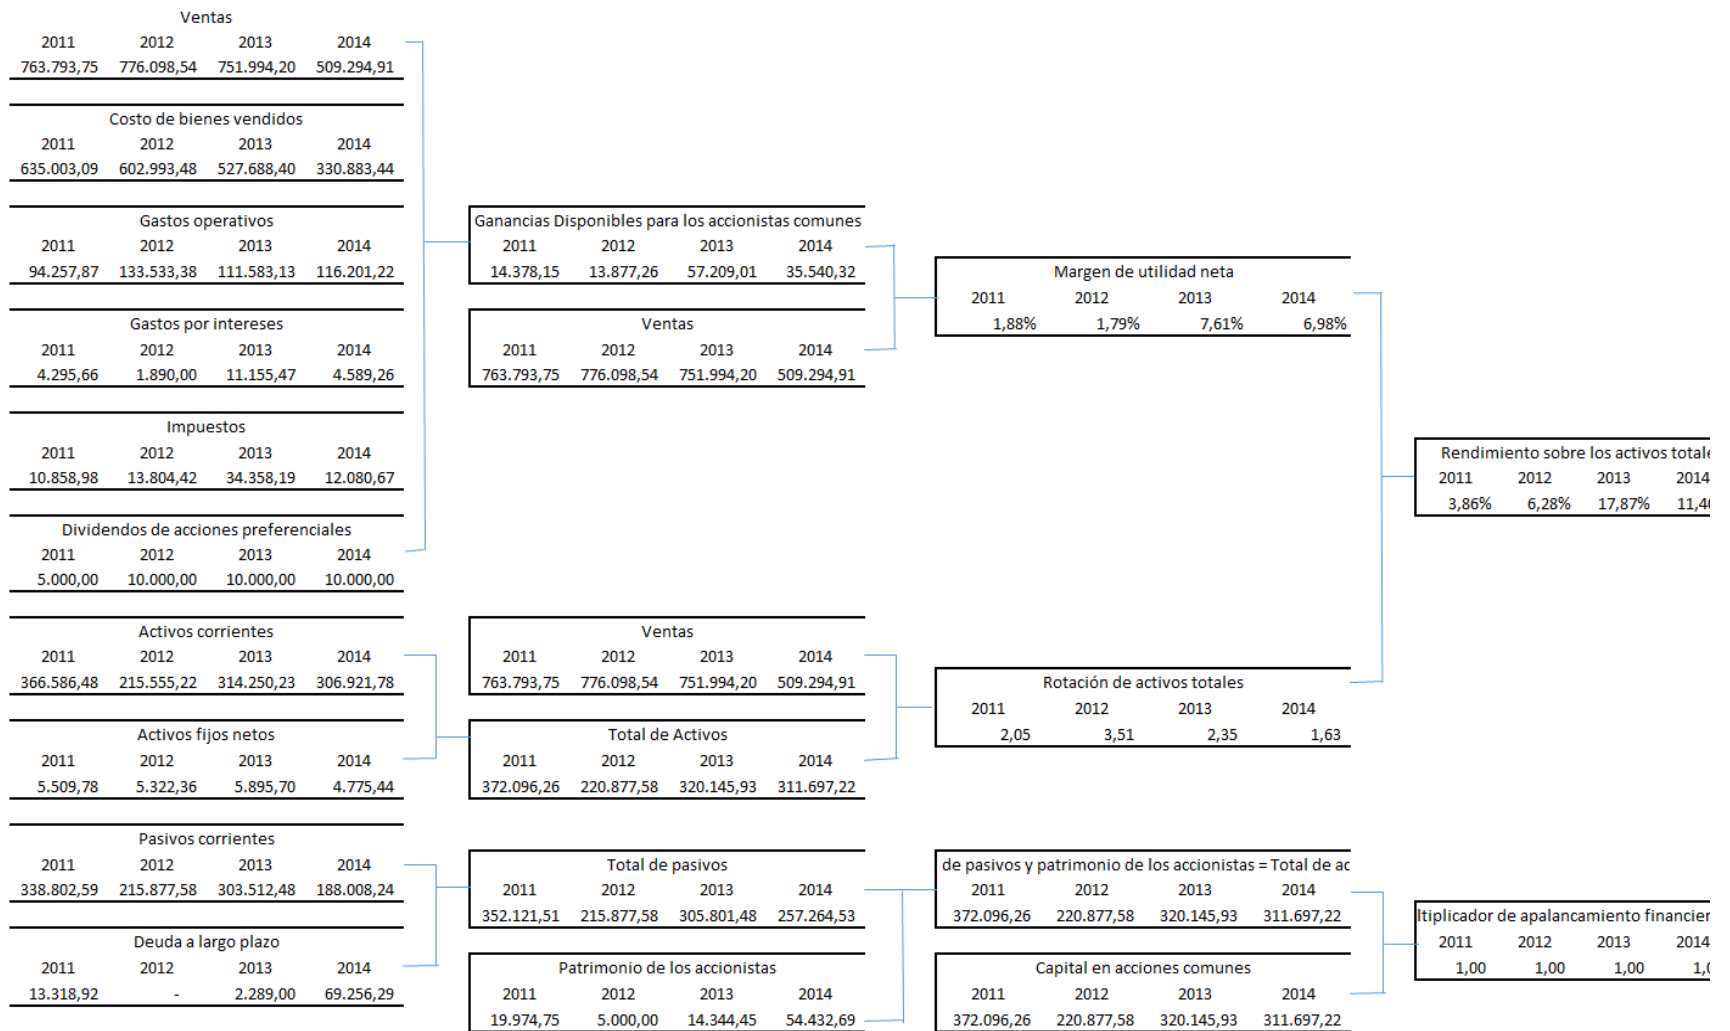 Ventas
2011 2012 2013 2014
763.793,75 776.098,54 751.994,20 509.294,91
Costo de bienes vendidos
2011 2012 2013 2014
635.003,09 602.993,48 527.688,40 330.883,44
Gastos operativos
2011 2012 2013 2014
94.257,87 133.533,38 111.583,13 116.201,22
Gastos por intereses
2011 2012 2013 2014
4.295,66 1.890,00 11.155,47 4.589,26
Impuestos
2011 2012 2013 2014
10.858,98 13.804,42 34.358,19 12.080,67
Dividendos de acciones preferenciales
2011 2012 2013 2014
5.000,00 10.000,00 10.000,00 10.000,00
Activos corrientes
2011 2012 2013 2014
366.586,48 215.555,22 314.250,23 306.921,78
Activos fijos netos
2011 2012 2013 2014
5.509,78 5.322,36 5.895,70 4.775,44
Pasivos corrientes
2011 2012 2013 2014
338.802,59 215.877,58 303.512,48 188.008,24
Deuda a largo plazo
2011 2012 2013 2014
13.318,92 - 2.289,00 69.256,29
Ganancias Disponibles para los accionistas comunes
2011 2012 2013 2014
14.378,15 13.877,26 57.209,01 35.540,32
Ventas
2011 2012 2013 2014
763.793,75 776.098,54 751.994,20 509.294,91
Ventas
2011 2012 2013 2014
763.793,75 776.098,54 751.994,20 509.294,91
Total de Activos
2011 2012 2013 2014
372.096,26 220.877,58 320.145,93 311.697,22
Total de pasivos
2011 2012 2013 2014
352.121,51 215.877,58 305.801,48 257.264,53
Patrimonio de los accionistas
2011 2012 2013 2014
19.974,75 5.000,00 14.344,45 54.432,69
Margen de utilidad neta
2011 2012 2013 2014
1,88% 1,79% 7,61% 6,98%
Rotación de activos totales
2011 2012 2013 2014
2,05 3,51 2,35 1,63
de pasivos y patrimonio de los accionistas = Total de ac
2011 2012 2013 2014
372.096,26 220.877,58 320.145,93 311.697,22
Capital en acciones comunes
2011 2012 2013 2014
372.096,26 220.877,58 320.145,93 311.697,22
Rendimiento sobre los activos totale
2011 2012 2013 2014
3,86% 6,28% 17,87% 11,4
ltiplicador de apalancamiento financier
2011 2012 2013 2014
1,00 1,00 1,00 1,0